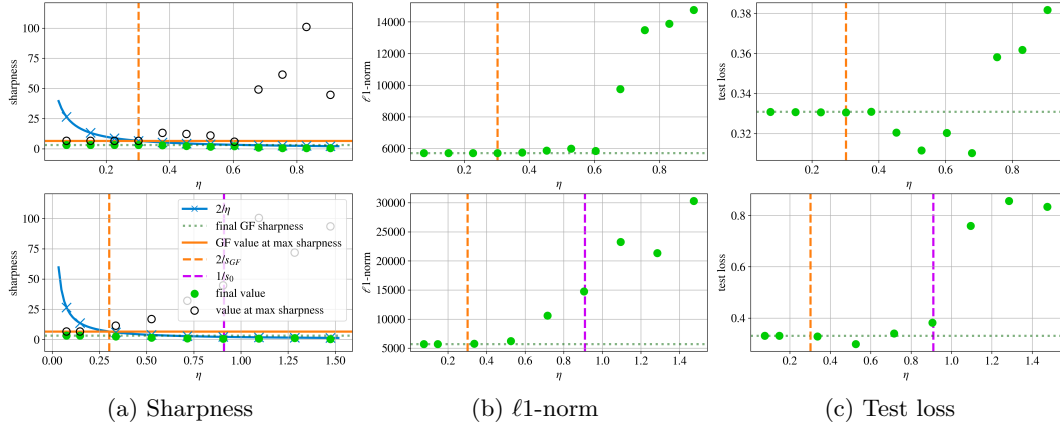 100
75
50
25
0
sharpness
0.2
0.4
0.6
0.8
η
14000
12000
10000
8000
6000
ℓ1-norm
0.2
0.4
0.6
0.8
η
0.38
0.36
0.34
0.32
test loss
0.2
0.4
0.6
0.8
η
100
75
50
25
0
sharpness
0.00
0.25
0.50
0.75
1.00
1.25
1.50
η
2/η
final GF sharpness
GF value at max sharpness
2/s_GF
1/s_0
final value
value at max sharpness
30000
25000
20000
15000
10000
5000
ℓ1-norm
0.2
0.4
0.6
0.8
1.0
1.2
1.4
η
0.8
0.6
0.4
test loss
0.2
0.4
0.6
0.8
1.0
1.2
1.4
η
(a) Sharpness
(b) ℓ1-norm
(c) Test loss